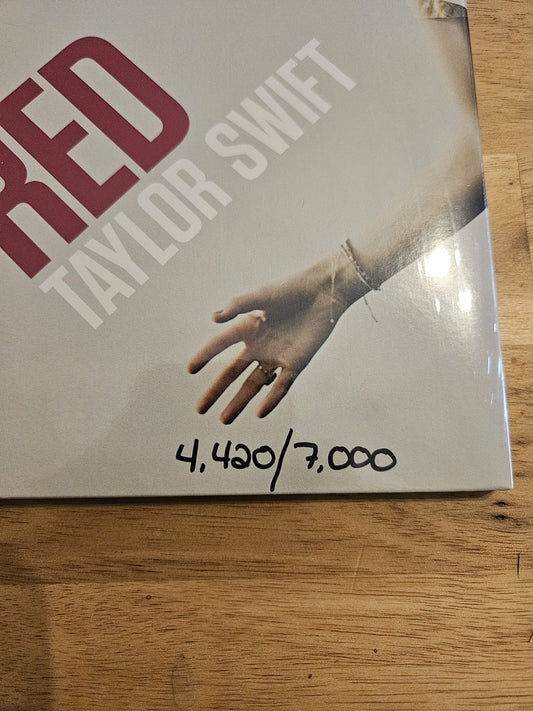 RED
TAYLOR SWIFT
4,420/7,000